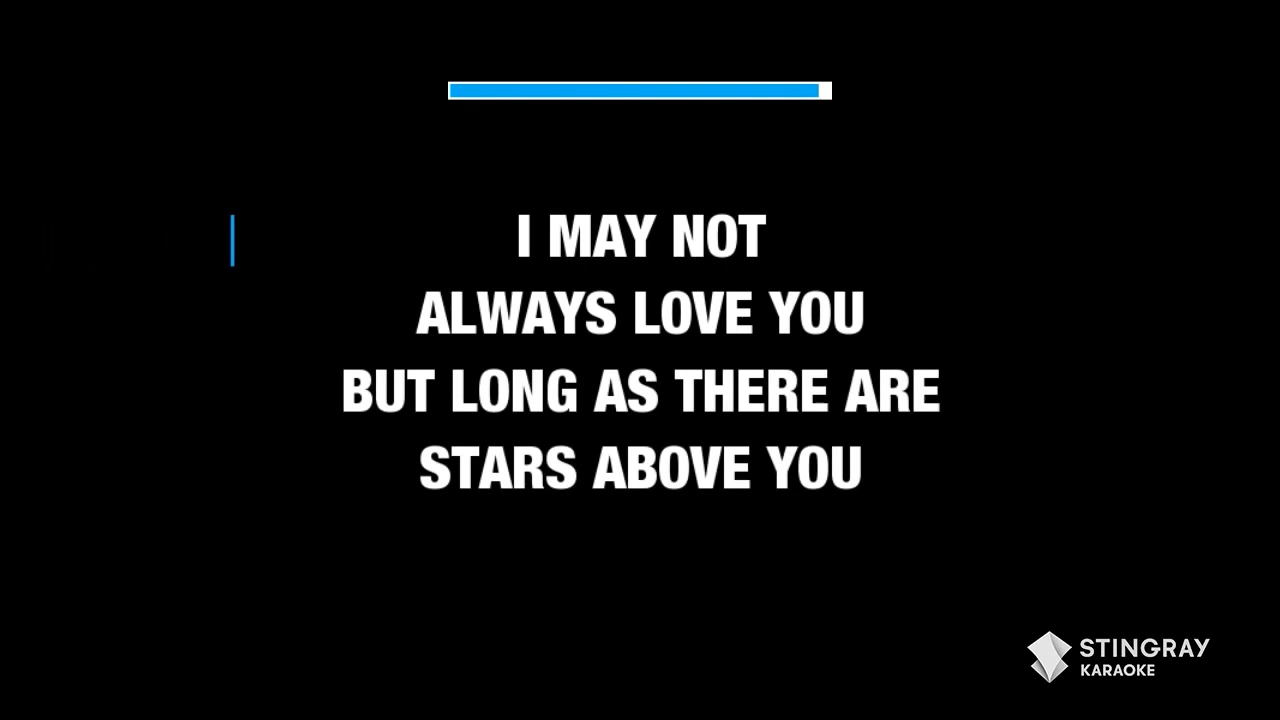 I MAY NOT
ALWAYS LOVE YOU
BUT LONG AS THERE ARE
STARS ABOVE YOU
STINGRAY
KARAOKE